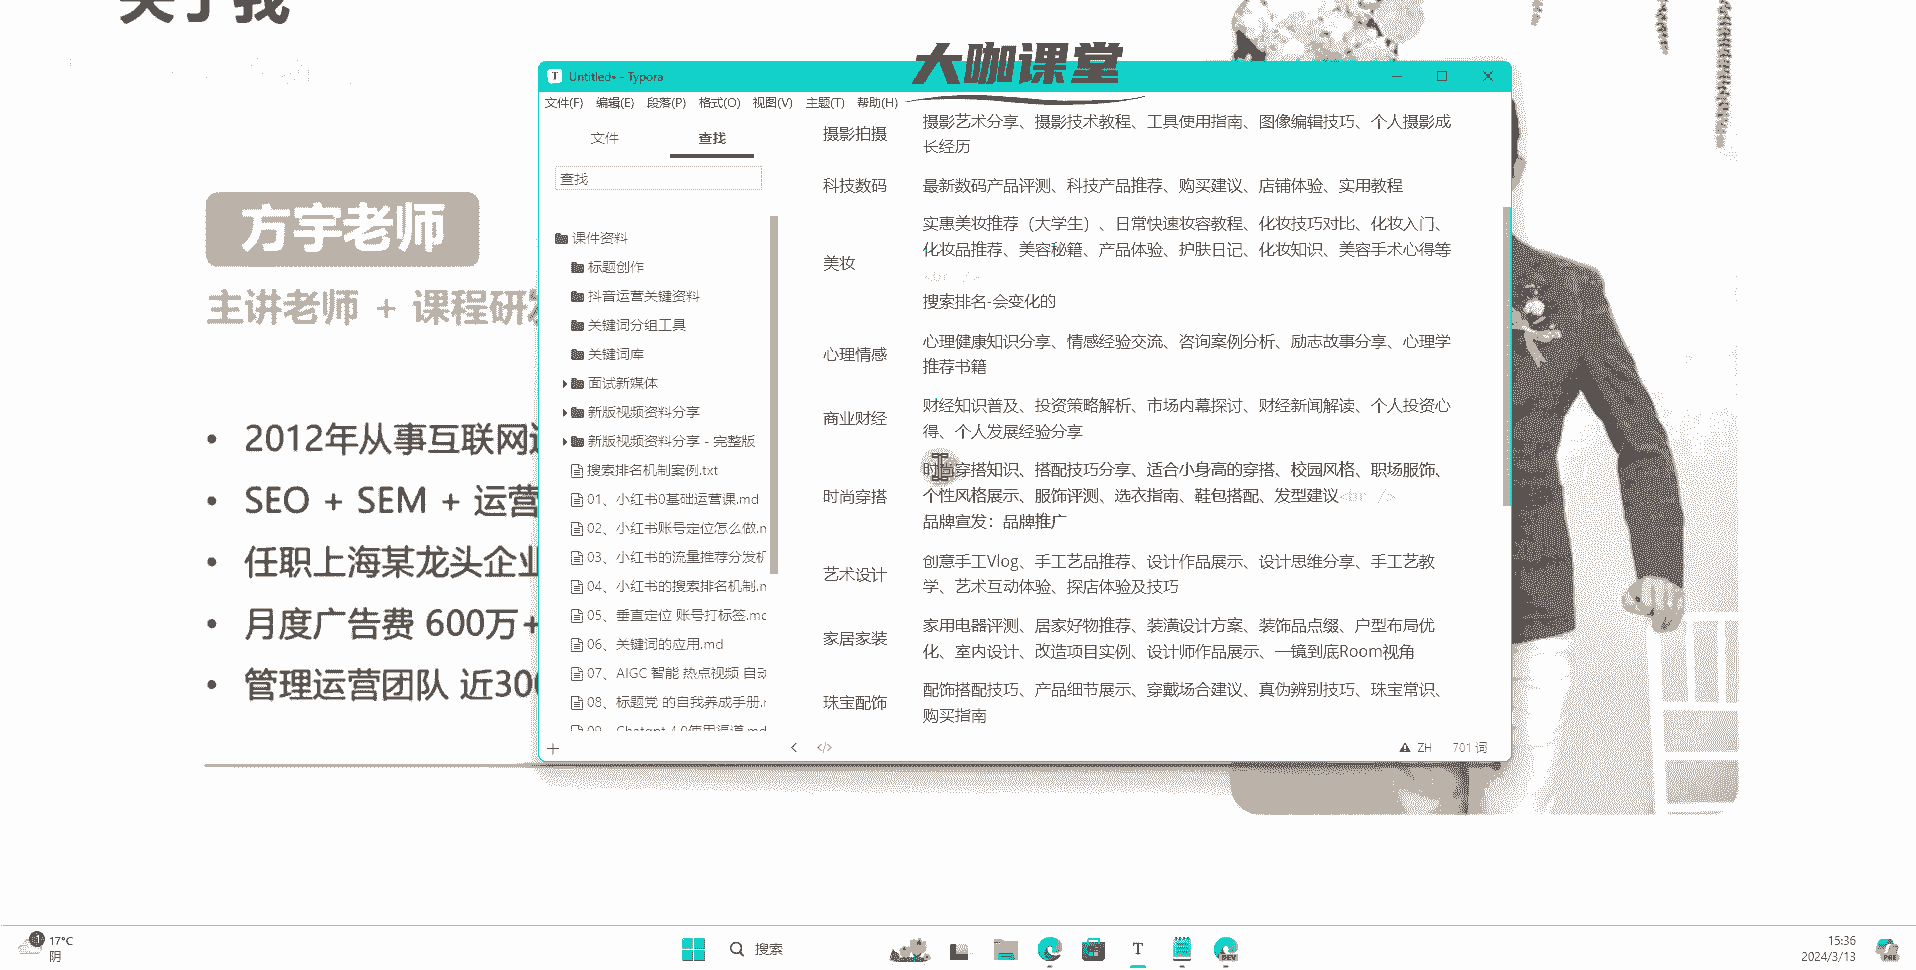 关于我
大咖课堂
Untitled• - Typora
文件(F) 编辑(E) 段落(P) 格式(O) 视图(V) 主题(T) 帮助(H)
文件 查找
查找
课件资料
标题创作
抖音运营关键资料
关键词分组工具
关键词库
面试新媒体
新版视频资料分享
新版视频资料分享 - 完整版
搜索排名机制案例.txt
01、小红书0基础运营课.md
02、小红书账号定位怎么做.m
03、小红书的流量推荐分发机
04、小红书的搜索排名机制.m
05、垂直定位 账号打标签.mc
06、关键词的应用.md
07、AIGC 智能 热点视频 自动
08、标题党 的自我养成手册.r
09、Chatgpt 4.0使用渠道.md
摄影拍摄
摄影艺术分享、摄影技术教程、工具使用指南、图像编辑技巧、个人摄影成
长经历
科技数码
最新数码产品评测、科技产品推荐、购买建议、店铺体验、实用教程
美妆
实惠美妆推荐（大学生）、日常快速妆容教程、化妆技巧对比、化妆入门、
化妆品推荐、美容秘籍、产品体验、护肤日记、化妆知识、美容手术心得等
<br />
搜索排名-会变化的
心理情感
心理健康知识分享、情感经验交流、咨询案例分析、励志故事分享、心理学
推荐书籍
商业财经
财经知识普及、投资策略解析、市场内幕探讨、财经新闻解读、个人投资心
得、个人发展经验分享
时尚穿搭
时尚穿搭知识、搭配技巧分享、适合小身高的穿搭、校园风格、职场服饰、
个性风格展示、服饰评测、选衣指南、鞋包搭配、发型建议<br />
品牌宣发：品牌推广
艺术设计
创意手工Vlog、手工艺品推荐、设计作品展示、设计思维分享、手工艺教
学、艺术互动体验、探店体验及技巧
家居家装
家用电器评测、居家好物推荐、装潢设计方案、装饰品点缀、户型布局优
化、室内设计、改造项目实例、设计师作品展示、一镜到底Room视角
珠宝配饰
配饰搭配技巧、产品细节展示、穿戴场合建议、真伪辨别技巧、珠宝常识、
购买指南
ZH 701 词
方宇老师
主讲老师 + 课程研发
• 2012年从事互联网
• SEO + SEM + 运营
• 任职上海某龙头企业
• 月度广告费 600万+
• 管理运营团队 近300
1 17°C
阴
搜索
T
DEV
15:36
2024/3/13
PRE